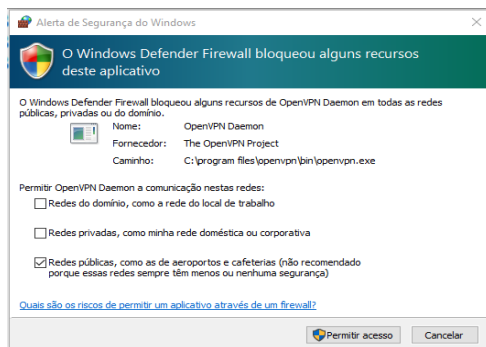 Alerta de Segurança do Windows
O Windows Defender Firewall bloqueou alguns recursos
deste aplicativo
O Windows Defender Firewall bloqueou alguns recursos de OpenVPN Daemon em todas as redes
públicas, privadas ou do domínio.
Nome: OpenVPN Daemon
Fornecedor: The OpenVPN Project
Caminho: C:\program files\openvpn\bin\openvpn.exe
Permitir OpenVPN Daemon a comunicação nestas redes:
Redes do domínio, como a rede do local de trabalho
Redes privadas, como minha rede doméstica ou corporativa
Redes públicas, como as de aeroportos e cafeterias (não recomendado
porque essas redes sempre têm menos ou nenhuma segurança)
Quais são os riscos de permitir um aplicativo através de um firewall?
Permitir acesso Cancelar